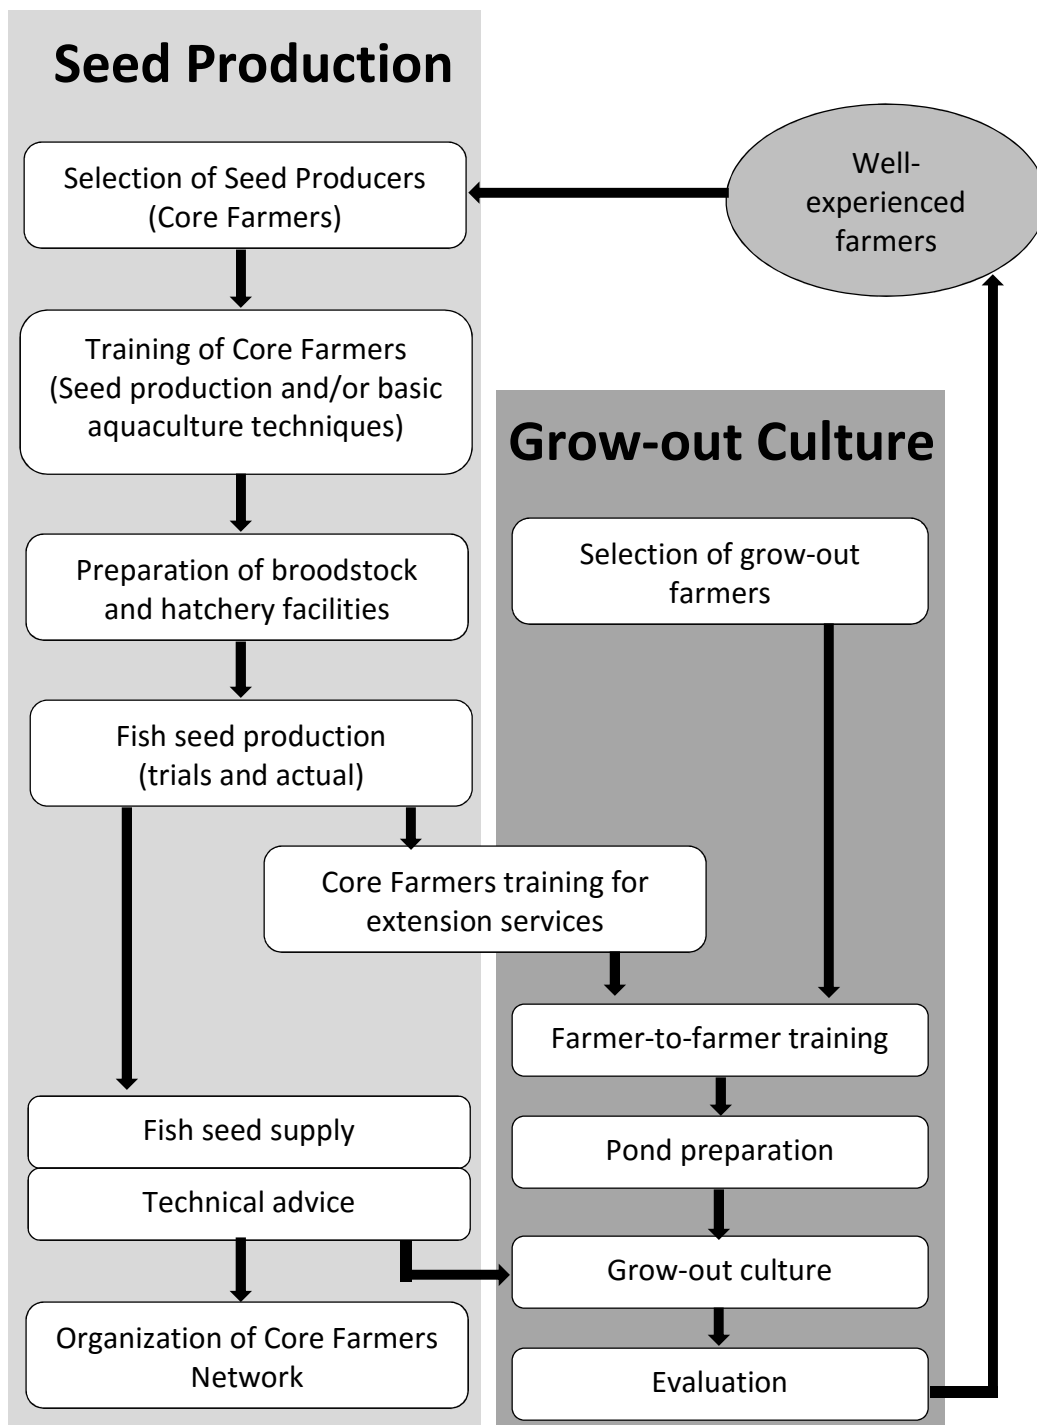 Seed Production
Selection of Seed Producers
(Core Farmers)
Training of Core Farmers
(Seed production and/or basic
aquaculture techniques)
Preparation of broodstock
and hatchery facilities
Fish seed production
(trials and actual)
Core Farmers training for
extension services
Fish seed supply
Technical advice
Organization of Core Farmers
Network
Well-
experienced
farmers
Grow-out Culture
Selection of grow-out
farmers
Farmer-to-farmer training
Pond preparation
Grow-out culture
Evaluation